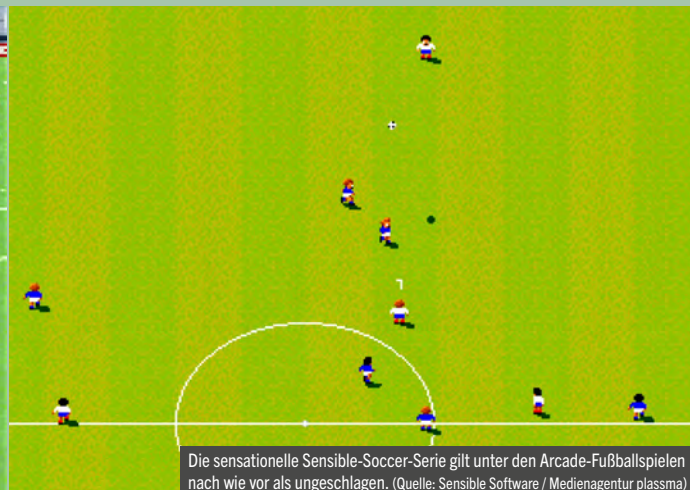 7
Die sensationelle Sensible-Soccer-Serie gilt unter den Arcade-Fußballspielen
nach wie vor als ungeschlagen. (Quelle: Sensible Software / Medienagentur plassma)